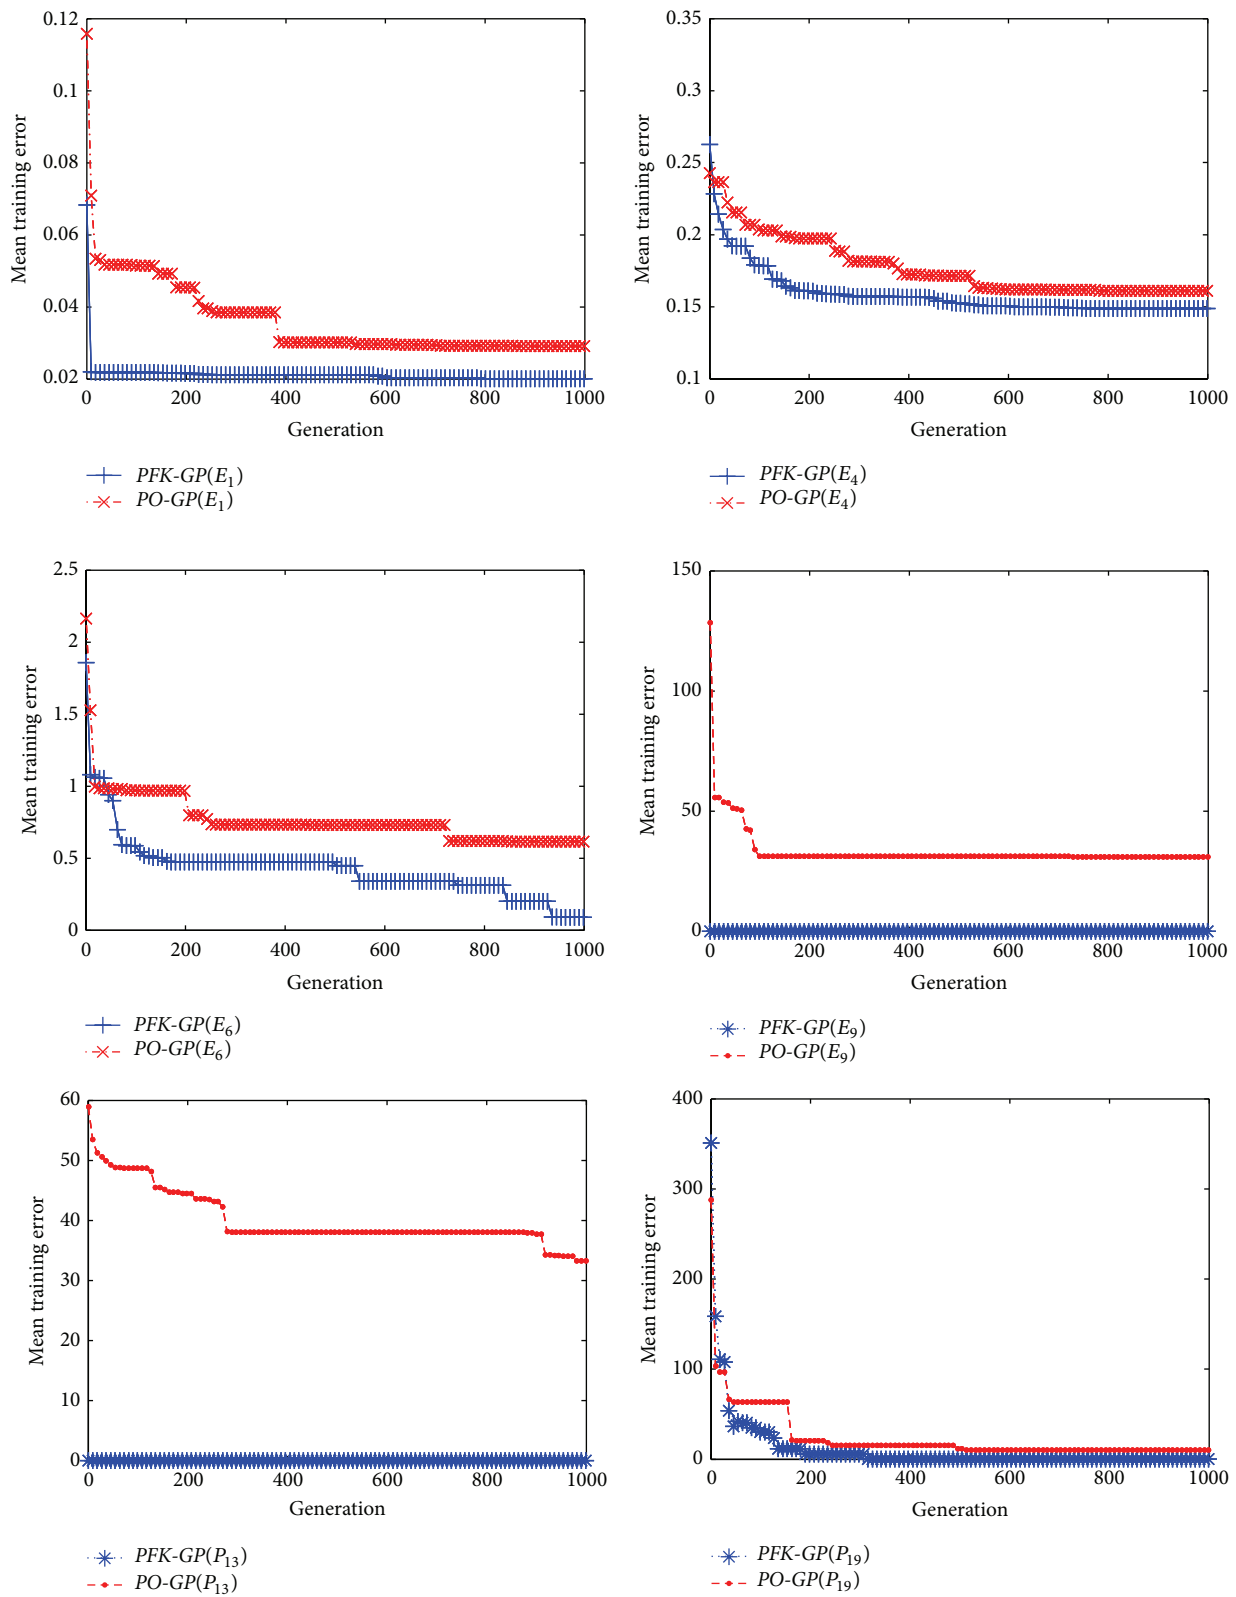 0.12
0.1
0.08
0.06
0.04
0.02
Mean training error
0 200 400 600 800 1000
Generation
PFK-GP(E₁)
PO-GP(E₁)
0.35
0.3
0.25
0.2
0.15
0.1
Mean training error
0 200 400 600 800 1000
Generation
PFK-GP(E₄)
PO-GP(E₄)
2.5
2
1.5
1
0.5
0
Mean training error
0 200 400 600 800 1000
Generation
PFK-GP(E₆)
PO-GP(E₆)
150
100
50
0
Mean training error
0 200 400 600 800 1000
Generation
PFK-GP(E₉)
PO-GP(E₉)
60
50
40
30
20
10
0
Mean training error
0 200 400 600 800 1000
Generation
PFK-GP(P₁₃)
PO-GP(P₁₃)
400
300
200
100
0
Mean training error
0 200 400 600 800 1000
Generation
PFK-GP(P₁₉)
PO-GP(P₁₉)